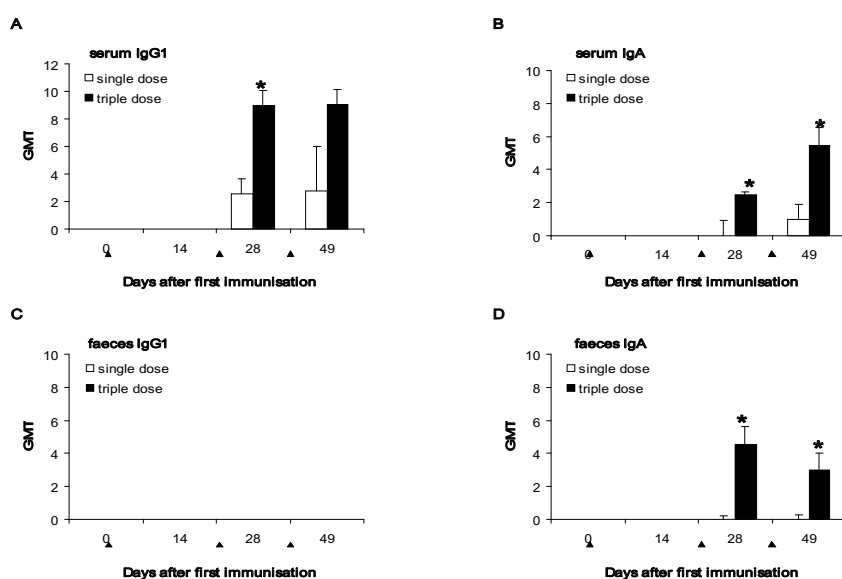 A
serum IgG1
single dose
triple dose
12
10
8
6
4
2
0
GMT
*
0 14 28 49
Days after first immunisation
B
serum IgA
single dose
triple dose
10
8
6
4
2
0
GMT
*
*
0 14 28 49
Days after first immunisation
C
faeces IgG1
single dose
triple dose
10
8
6
4
2
0
GMT
0 14 28 49
Days after first immunisation
D
faeces IgA
single dose
triple dose
10
8
6
4
2
0
GMT
*
*
0 14 28 49
Days after first immunisation